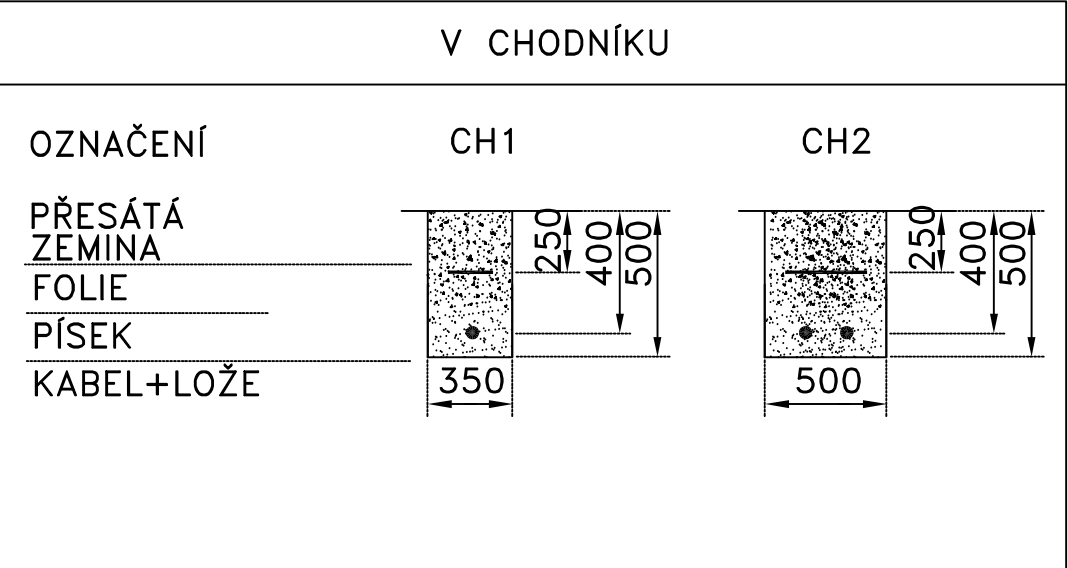 V CHODNÍKU
OZNAČENÍ
CH1
CH2
PŘESÁTÁ
ZEMINA
FOLIE
PÍSEK
KABEL+LOŽE
250
400
500
350
250
400
500
500